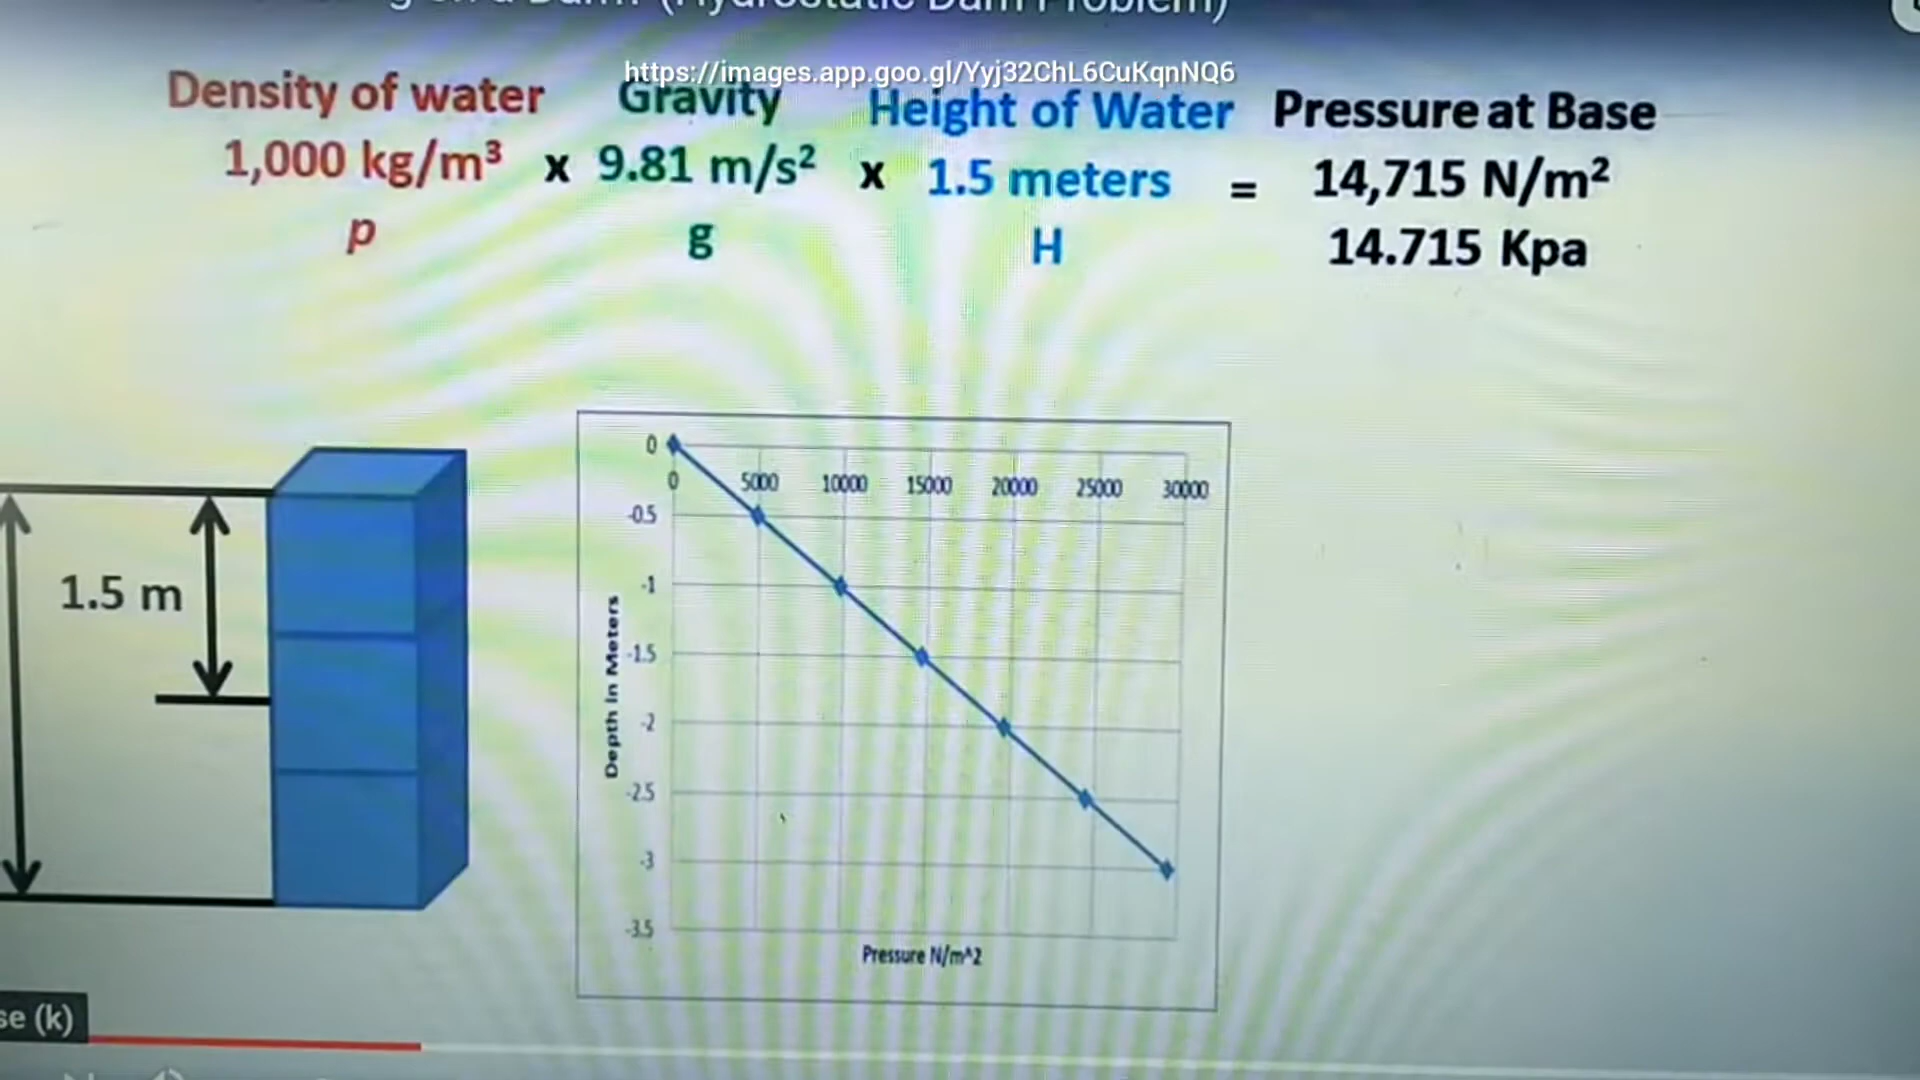 (Hydrostatic Dam Problem)
https://images.app.goo.gl/Yyj32ChL6CuKqnNQ6
Density of water Gravity Height of Water Pressure at Base
1,000 kg/m³ x 9.81 m/s² x 1.5 meters = 14,715 N/m²
p g H 14.715 Kpa
1.5 m
0
0 5000 10000 15000 20000 25000 30000
-0.5
-1
-1.5
-2
-2.5
-3
-3.5
Depth in Meters
Pressure N/m^2
se (k)